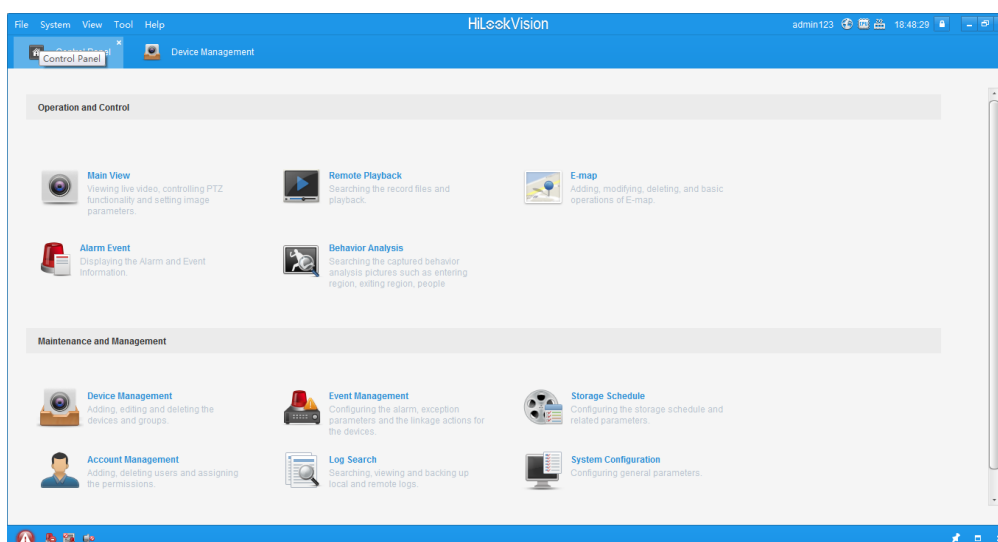 File System View Tool Help HiLookVision admin123 18:48:29
Control Panel Device Management
Control Panel
Operation and Control
Main View
Viewing live video, controlling PTZ
functionality and setting image
parameters.
Remote Playback
Searching the record files and
playback.
E-map
Adding, modifying, deleting, and basic
operations of E-map.
Alarm Event
Displaying the Alarm and Event
Information.
Behavior Analysis
Searching the captured behavior
analysis pictures such as entering
region, exiting region, people
Maintenance and Management
Device Management
Adding, editing and deleting the
devices and groups.
Event Management
Configuring the alarm, exception
parameters and the linkage actions for
the devices.
Storage Schedule
Configuring the storage schedule and
related parameters.
Account Management
Adding, deleting users and assigning
the permissions.
Log Search
Searching, viewing and backing up
local and remote logs.
System Configuration
Configuring general parameters.